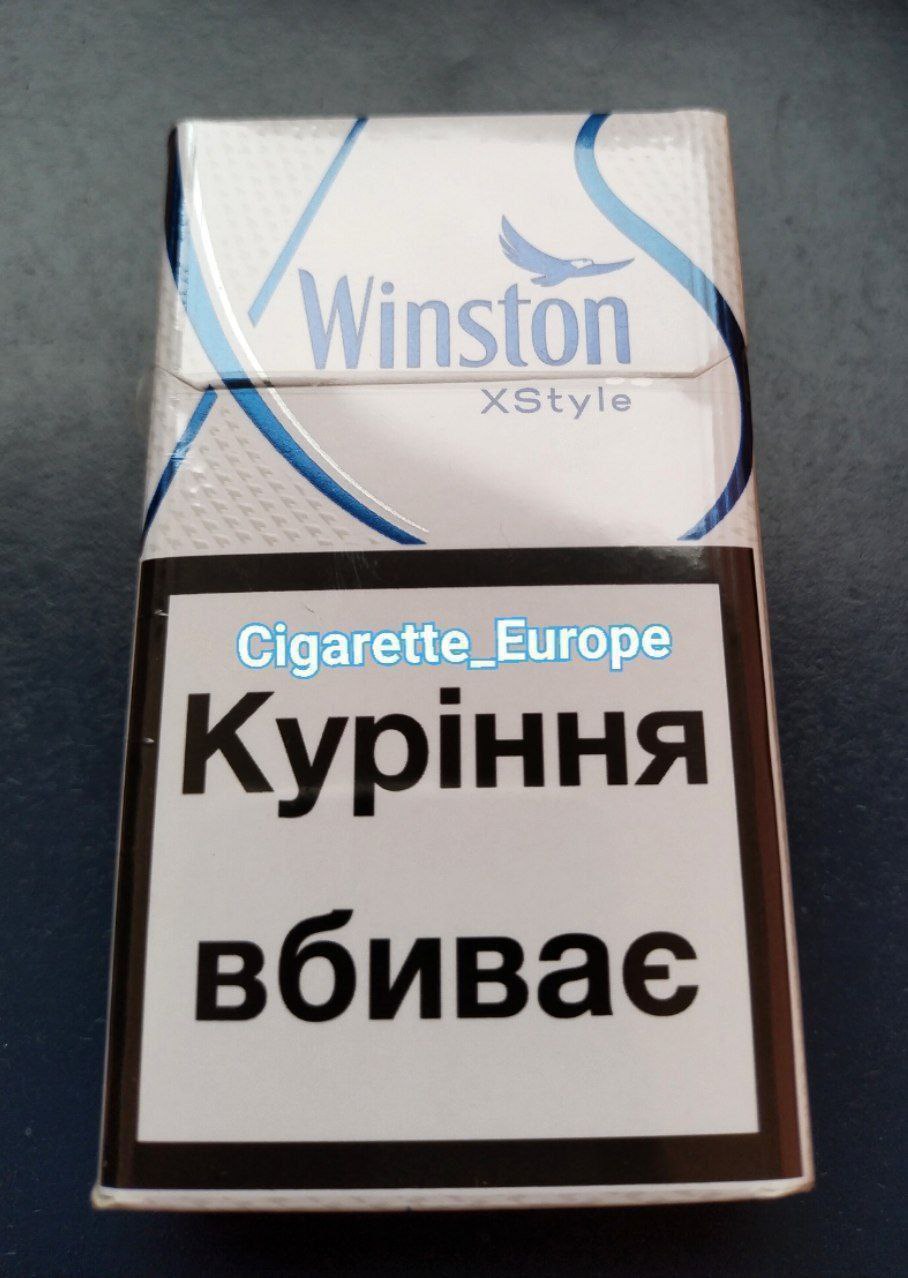 Winston
XStyle
Cigarette_Europe
Куріння
вбиває